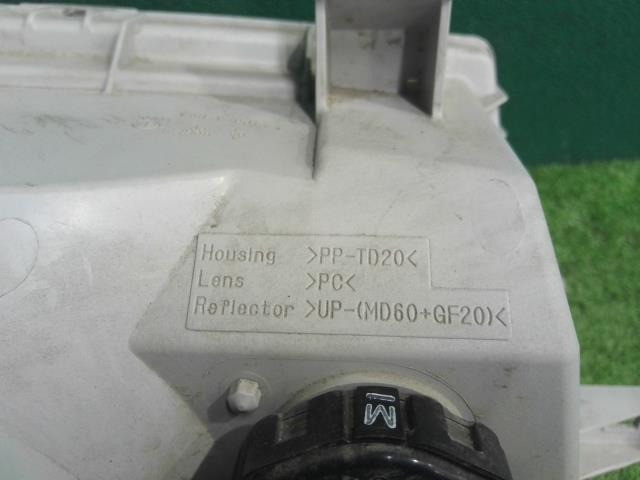 Housing >PP-TD20<
Lens >PC<
Reflector >UP-(MD60+GF20)<